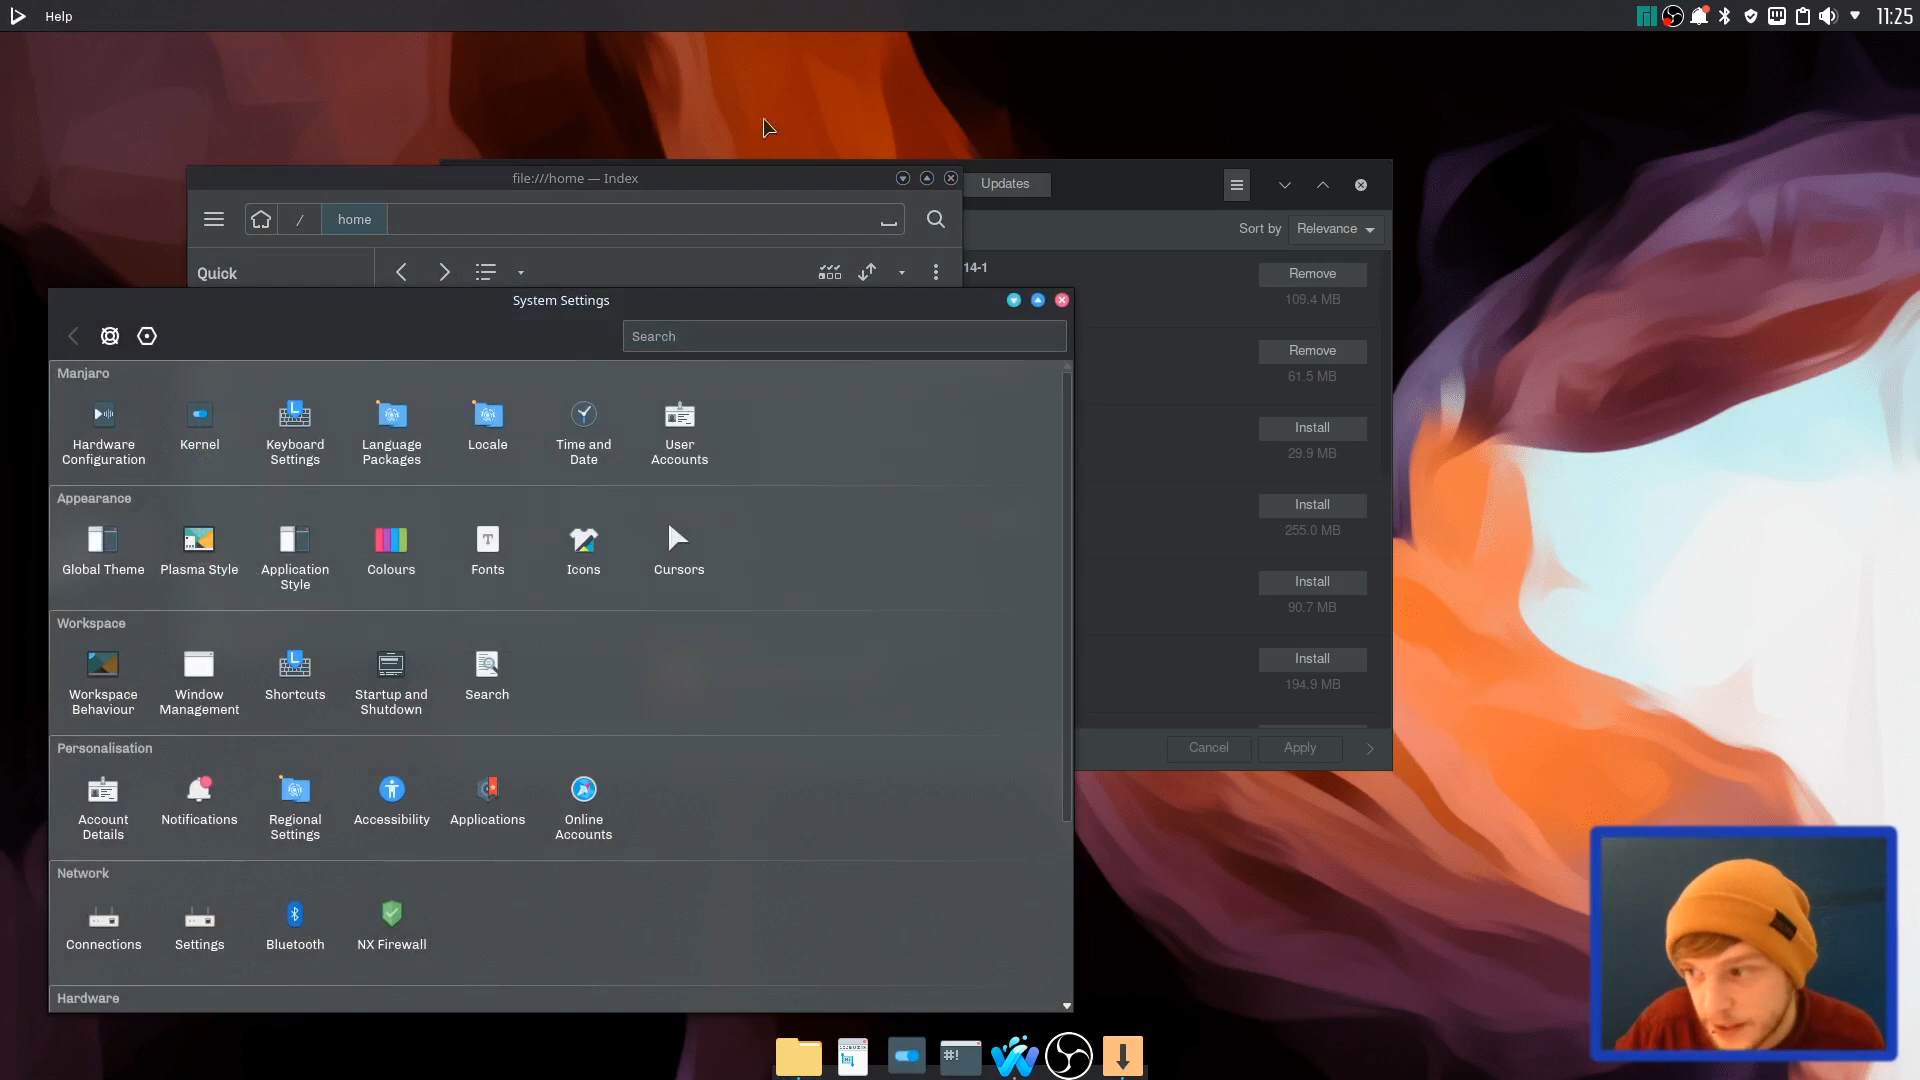 Help
11:25
file:///home — Index
Updates
/
home
Sort by
Relevance
Quick
14-1
Remove
109.4 MB
Remove
61.5 MB
Install
29.9 MB
Install
255.0 MB
Install
90.7 MB
Install
194.9 MB
Cancel
Apply
System Settings
Search
Manjaro
Hardware
Configuration
Kernel
Keyboard
Settings
Language
Packages
Locale
Time and
Date
User
Accounts
Appearance
Global Theme
Plasma Style
Application
Style
Colours
Fonts
Icons
Cursors
Workspace
Workspace
Behaviour
Window
Management
Shortcuts
Startup and
Shutdown
Search
Personalisation
Account
Details
Notifications
Regional
Settings
Accessibility
Applications
Online
Accounts
Network
Connections
Settings
Bluetooth
NX Firewall
Hardware
#!